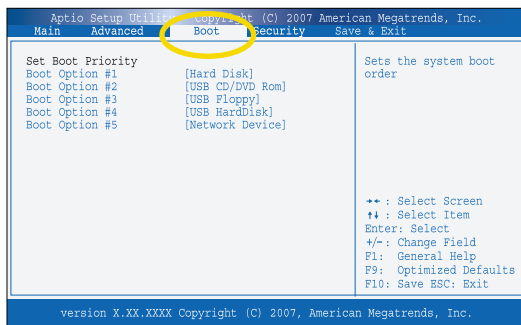 Aptio Setup Utility Copyright (C) 2007 American Megatrends, Inc.
Main Advanced Boot Security Save & Exit
Set Boot Priority
Boot Option #1 [Hard Disk]
Boot Option #2 [USB CD/DVD Rom]
Boot Option #3 [USB Floppy]
Boot Option #4 [USB HardDisk]
Boot Option #5 [Network Device]
Sets the system boot
order
→← : Select Screen
↑↓ : Select Item
Enter: Select
+/- : Change Field
F1: General Help
F9: Optimized Defaults
F10: Save ESC: Exit
version X.XX.XXXX Copyright (C) 2007, American Megatrends, Inc.